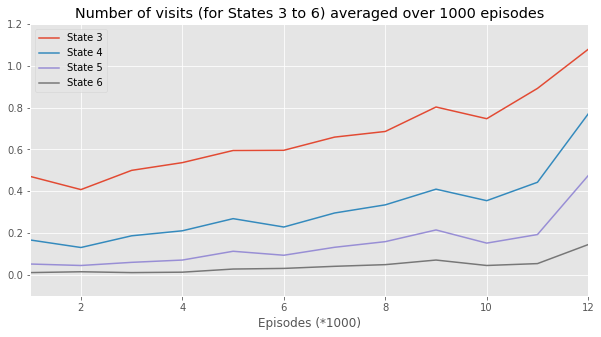 Number of visits (for States 3 to 6) averaged over 1000 episodes
1.2
1.0
0.8
0.6
0.4
0.2
0.0
State 3
State 4
State 5
State 6
2 4 6 8 10 12
Episodes (*1000)